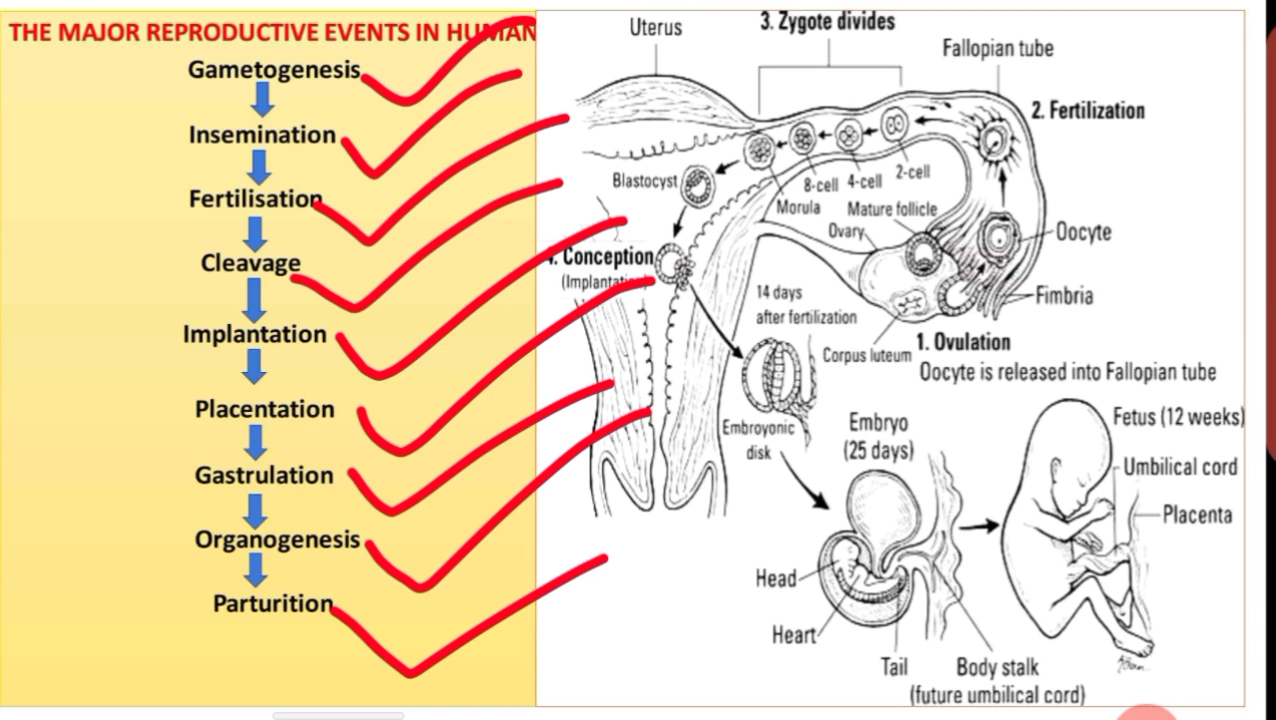 THE MAJOR REPRODUCTIVE EVENTS IN HUMAN
Gametogenesis
Insemination
Fertilisation
Cleavage
Implantation
Placentation
Gastrulation
Organogenesis
Parturition
Uterus
3. Zygote divides
Fallopian tube
2. Fertilization
Blastocyst
Morula
8-cell
4-cell
2-cell
Mature follicle
Ovary
Oocyte
Fimbria
4. Conception
(Implantation)
14 days
after fertilization
Corpus luteum
1. Ovulation
Oocyte is released into Fallopian tube
Embroyonic
disk
Embryo
(25 days)
Fetus (12 weeks)
Umbilical cord
Placenta
Head
Heart
Tail
Body stalk
(future umbilical cord)